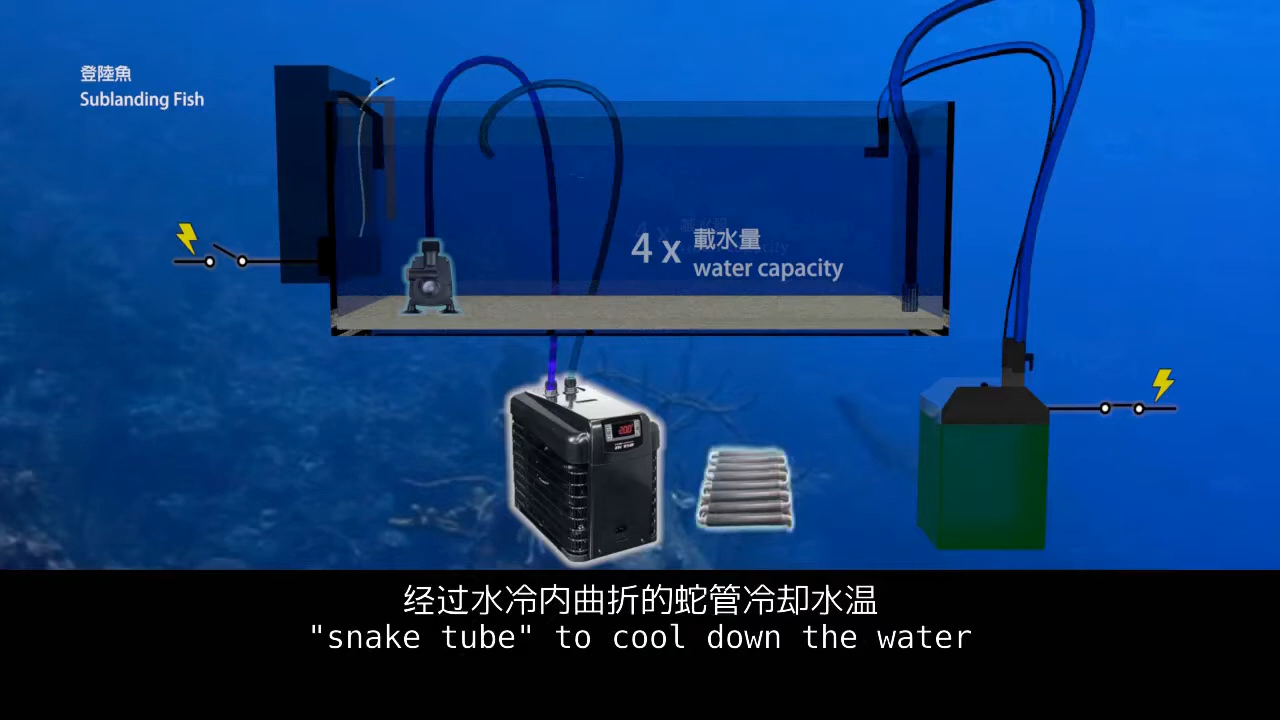 登陸魚
Sublanding Fish
4 x 載水量
water capacity
经过水冷内曲折的蛇管冷却水温
"snake tube" to cool down the water